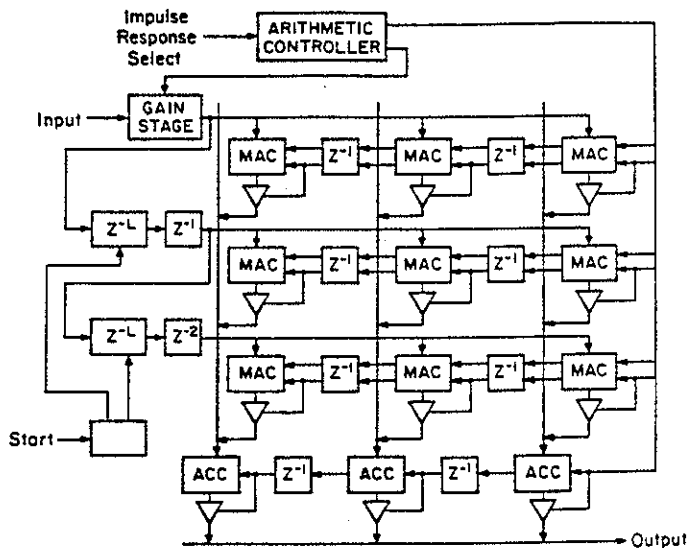 Impulse
Response
Select
ARITHMETIC
CONTROLLER
Input
GAIN
STAGE
MAC Z⁻¹ MAC Z⁻¹ MAC
Z⁻ᴸ Z⁻¹
MAC Z⁻¹ MAC Z⁻¹ MAC
Z⁻ᴸ Z⁻²
MAC Z⁻¹ MAC Z⁻¹ MAC
Start
ACC Z⁻¹ ACC Z⁻¹ ACC
Output